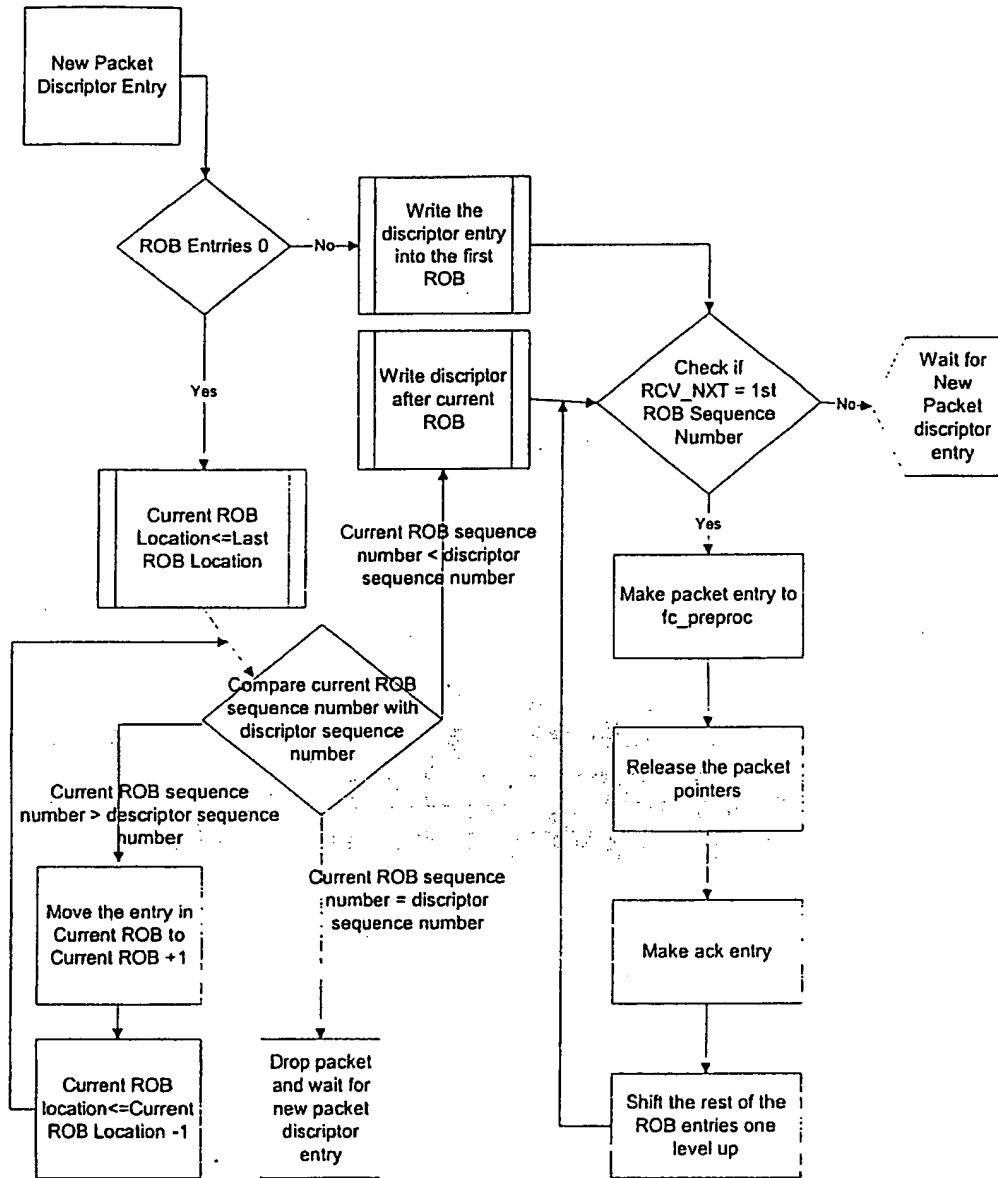 New Packet
Discriptor Entry
ROB Entrries 0
No
Write the
discriptor entry
into the first
ROB
Yes
Write discriptor
after current
ROB
Check if
RCV_NXT = 1st
ROB Sequence
Number
No
Wait for
New
Packet
discriptor
entry
Current ROB
Location<=Last
ROB Location
Current ROB sequence
number < discriptor
sequence number
Yes
Make packet entry to
fc_preproc
Compare current ROB
sequence number with
discriptor sequence
number
Release the packet
pointers
Current ROB sequence
number > descriptor sequence
number
Current ROB sequence
number = discriptor
sequence number
Move the entry in
Current ROB to
Current ROB +1
Make ack entry
Current ROB
location<=Current
ROB Location -1
Drop packet
and wait for
new packet
discriptor
entry
Shift the rest of the
ROB entries one
level up